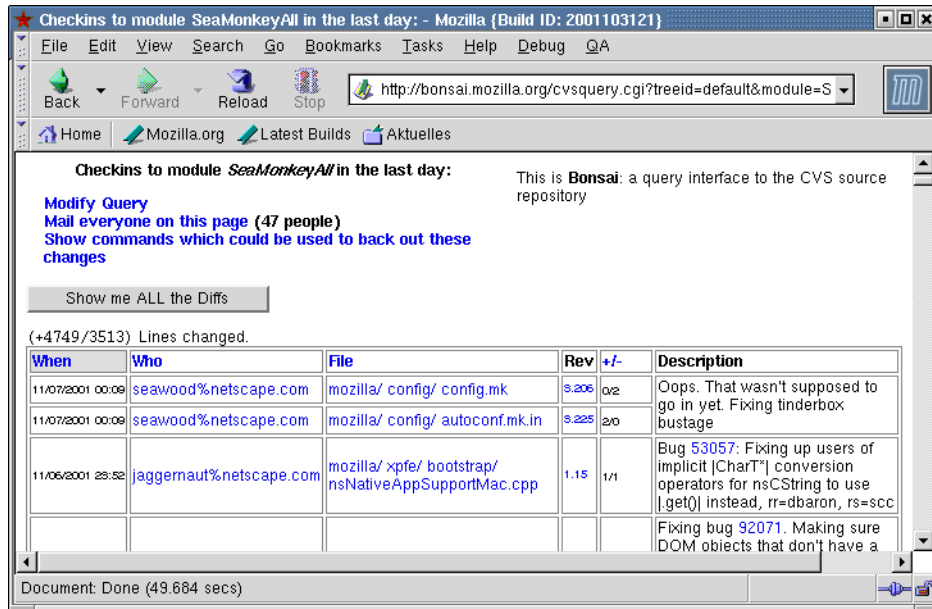 Checkins to module SeaMonkeyAll in the last day: - Mozilla {Build ID: 2001103121}
File Edit View Search Go Bookmarks Tasks Help Debug QA
Back Forward Reload Stop http://bonsai.mozilla.org/cvsquery.cgi?treeid=default&module=S
Home Mozilla.org Latest Builds Aktuelles
Checkins to module SeaMonkeyAll in the last day:
This is Bonsai: a query interface to the CVS source
repository
Modify Query
Mail everyone on this page (47 people)
Show commands which could be used to back out these
changes
Show me ALL the Diffs
(+4749/3513) Lines changed.
When Who File Rev +/- Description
11/07/2001 00:09 seawood%netscape.com mozilla/ config/ config.mk 3.206 0/2
11/07/2001 00:09 seawood%netscape.com mozilla/ config/ autoconf.mk.in 3.225 2/0
Oops. That wasn't supposed to
go in yet. Fixing tinderbox
bustage
11/06/2001 23:52 jaggernaut%netscape.com
mozilla/ xpfe/ bootstrap/
nsNativeAppSupportMac.cpp
1.15 1/1
Bug 53057: Fixing up users of
implicit |CharT*| conversion
operators for nsCString to use
|.get()| instead, rr=dbaron, rs=scc
Fixing bug 92071. Making sure
DOM objects that don't have a
Document: Done (49.684 secs)